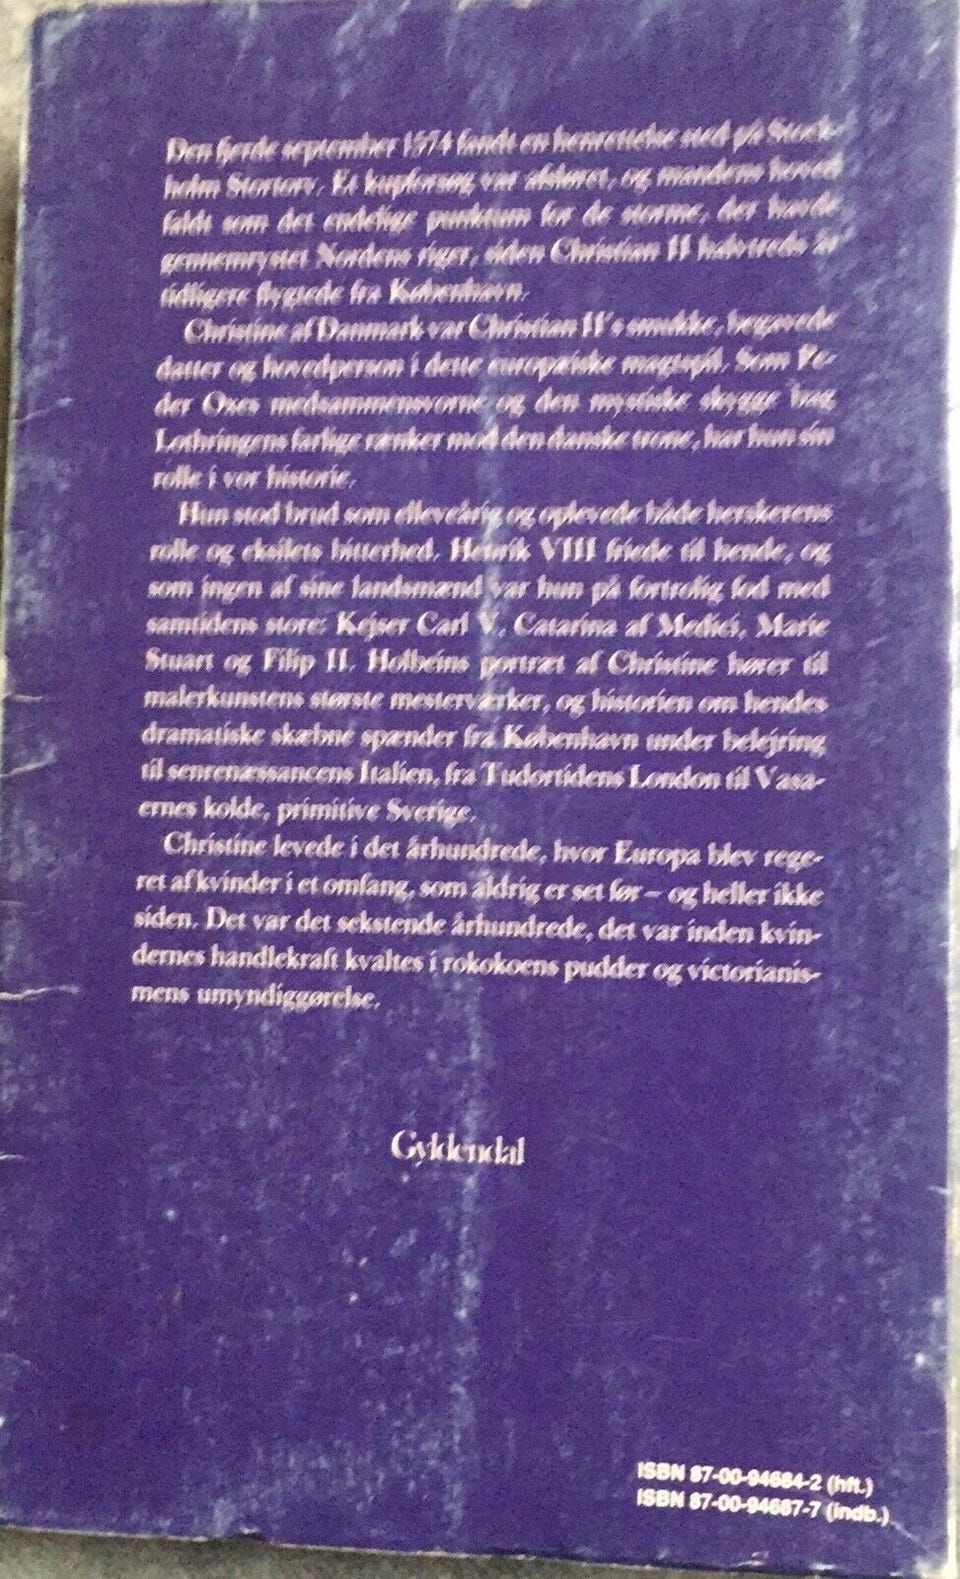 Den fjerde september 1574 fandt en henrettelse sted på Stock-
holm Stortorv. Et kupforsøg var afsløret, og mandens hoved
faldt som det endelige punktum for de storme, der havde
gennemrystet Nordens riger, siden Christian II halvtreds år
tidligere flygtede fra København.
Christine af Danmark var Christian II's smukke, begavede
datter og hovedperson i dette europæiske magtspil. Som Pe-
der Oxes medsammensvorne og den mystiske skygge bag
Lothringens farlige rænker mod den danske trone, har hun sin
rolle i vor historie.
Hun stod brud som elleveårig og oplevede både herskerens
rolle og eksilets bitterhed. Henrik VIII friede til hende, og
som ingen af sine landsmænd var hun på fortrolig fod med
samtidens store: Kejser Carl V, Catarina af Medici, Marie
Stuart og Filip II. Holbeins portræt af Christine hører til
malerkunstens største mesterværker, og historien om hendes
dramatiske skæbne spænder fra København under belejring
til senrenæssancens Italien, fra Tudortidens London til Vasa-
ernes kolde, primitive Sverige.
Christine levede i det århundrede, hvor Europa blev rege-
ret af kvinder i et omfang, som aldrig er set før – og heller ikke
siden. Det var det sekstende århundrede, det var inden kvin-
dernes handlekraft kvaltes i rokokoens pudder og victorianis-
mens umyndiggørelse.
Gyldendal
ISBN 87-00-94684-2 (hft.)
ISBN 87-00-94687-7 (indb.)